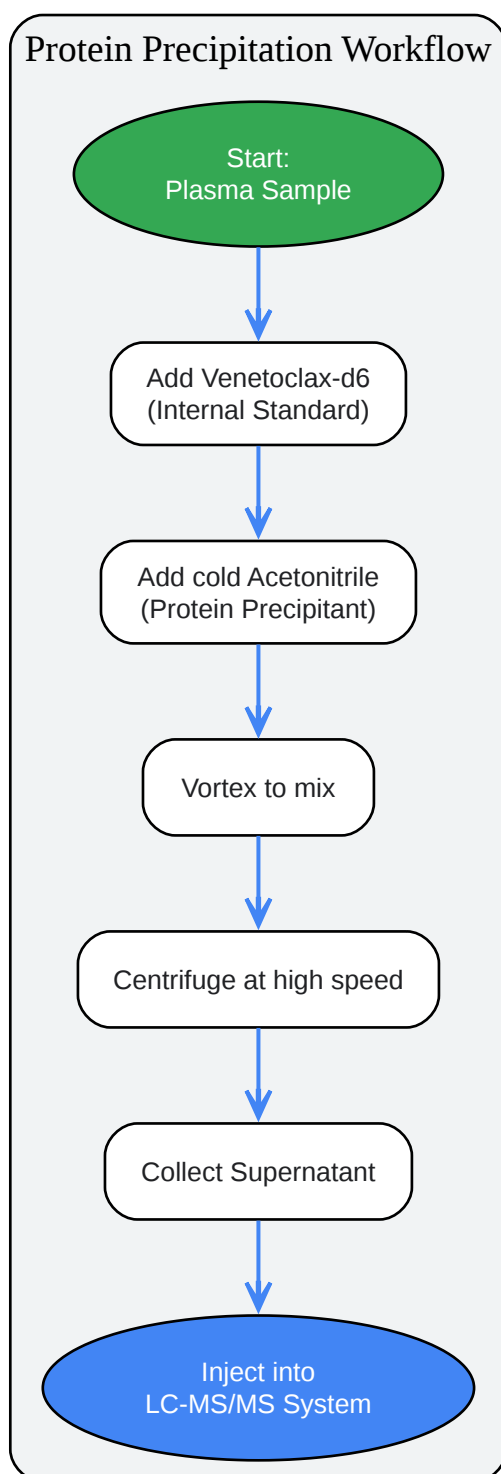 Protein Precipitation Workflow
Start:
Plasma Sample
Add Venetoclax-d6
(Internal Standard)
Add cold Acetonitrile
(Protein Precipitant)
Vortex to mix
Centrifuge at high speed
Collect Supernatant
Inject into
LC-MS/MS System